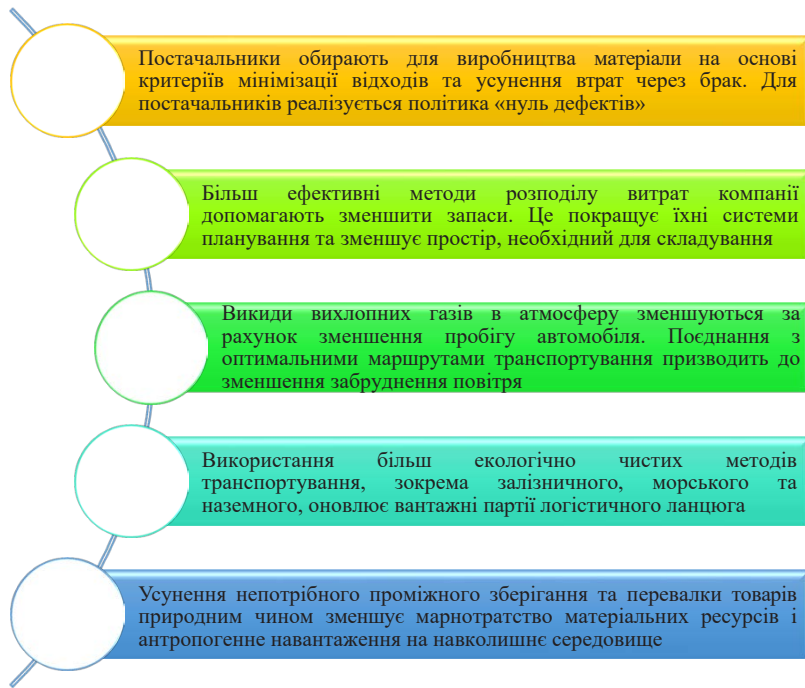 Постачальники обирають для виробництва матеріали на основі
критеріїв мінімізації відходів та усунення втрат через брак. Для
постачальників реалізується політика «нуль дефектів»
Більш ефективні методи розподілу витрат компанії
допомагають зменшити запаси. Це покращує їхні системи
планування та зменшує простір, необхідний для складування
Викиди вихлопних газів в атмосферу зменшуються за
рахунок зменшення пробігу автомобіля. Поєднання з
оптимальними маршрутами транспортування призводить до
зменшення забруднення повітря
Використання більш екологічно чистих методів
транспортування, зокрема залізничного, морського та
наземного, оновлює вантажні партії логістичного ланцюга
Усунення непотрібного проміжного зберігання та перевалки товарів
природним чином зменшує марнотратство матеріальних ресурсів і
антропогенне навантаження на навколишнє середовище